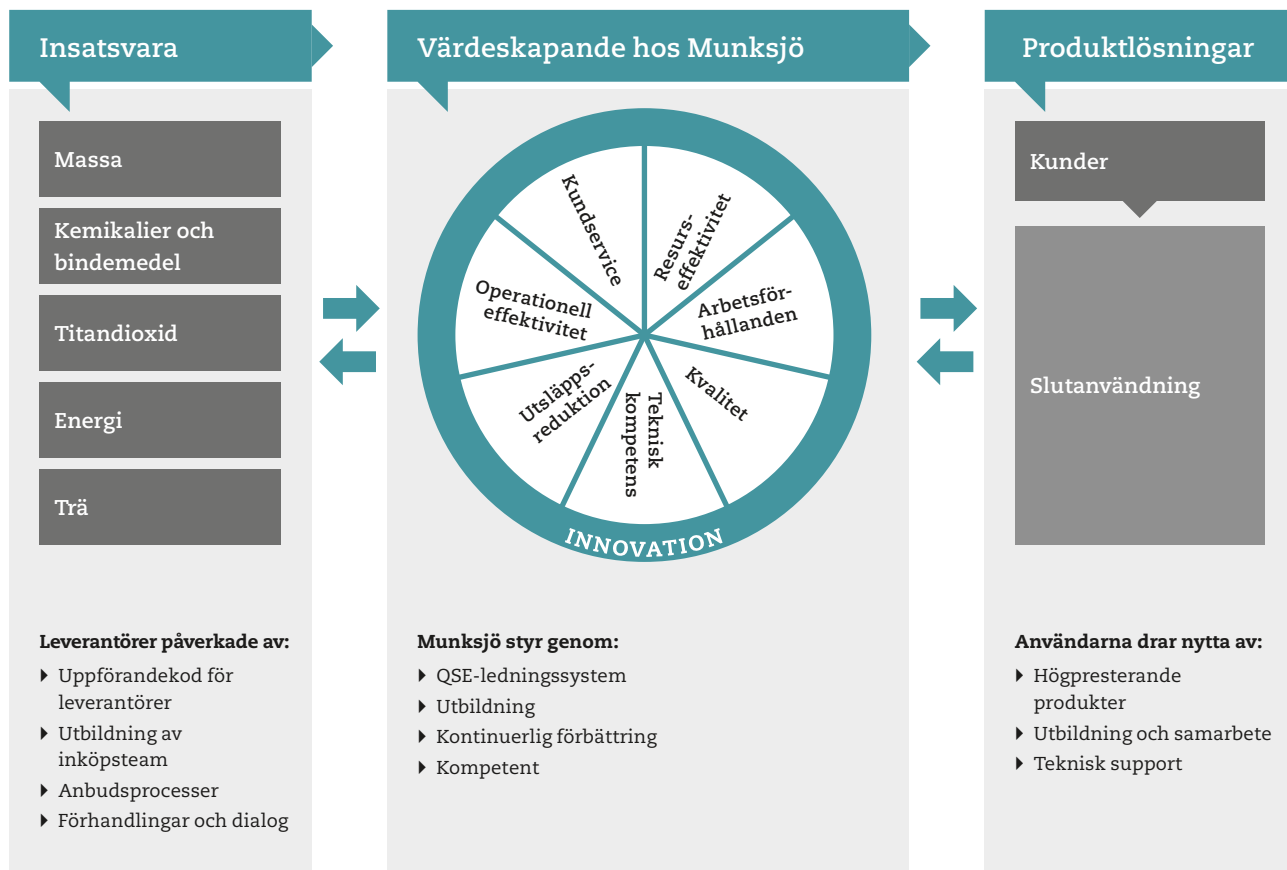 Insatsvara
Massa
Kemikalier och
bindemedel
Titandioxid
Energi
Trä
Leverantörer påverkade av:
Uppförandekod för
leverantörer
Utbildning av
inköpsteam
Anbudsprocesser
Förhandlingar och dialog
Värdeskapande hos Munksjö
Kundservice
Resurs-
effektivitet
Arbetsför-
hållanden
Kvalitet
Teknisk
kompetens
Utsläpps-
reduktion
Operationell
effektivitet
INNOVATION
Munksjö styr genom:
QSE-ledningssystem
Utbildning
Kontinuerlig förbättring
Kompetent
Produktlösningar
Kunder
Slutanvändning
Användarna drar nytta av:
Högpresterande
produkter
Utbildning och samarbete
Teknisk support